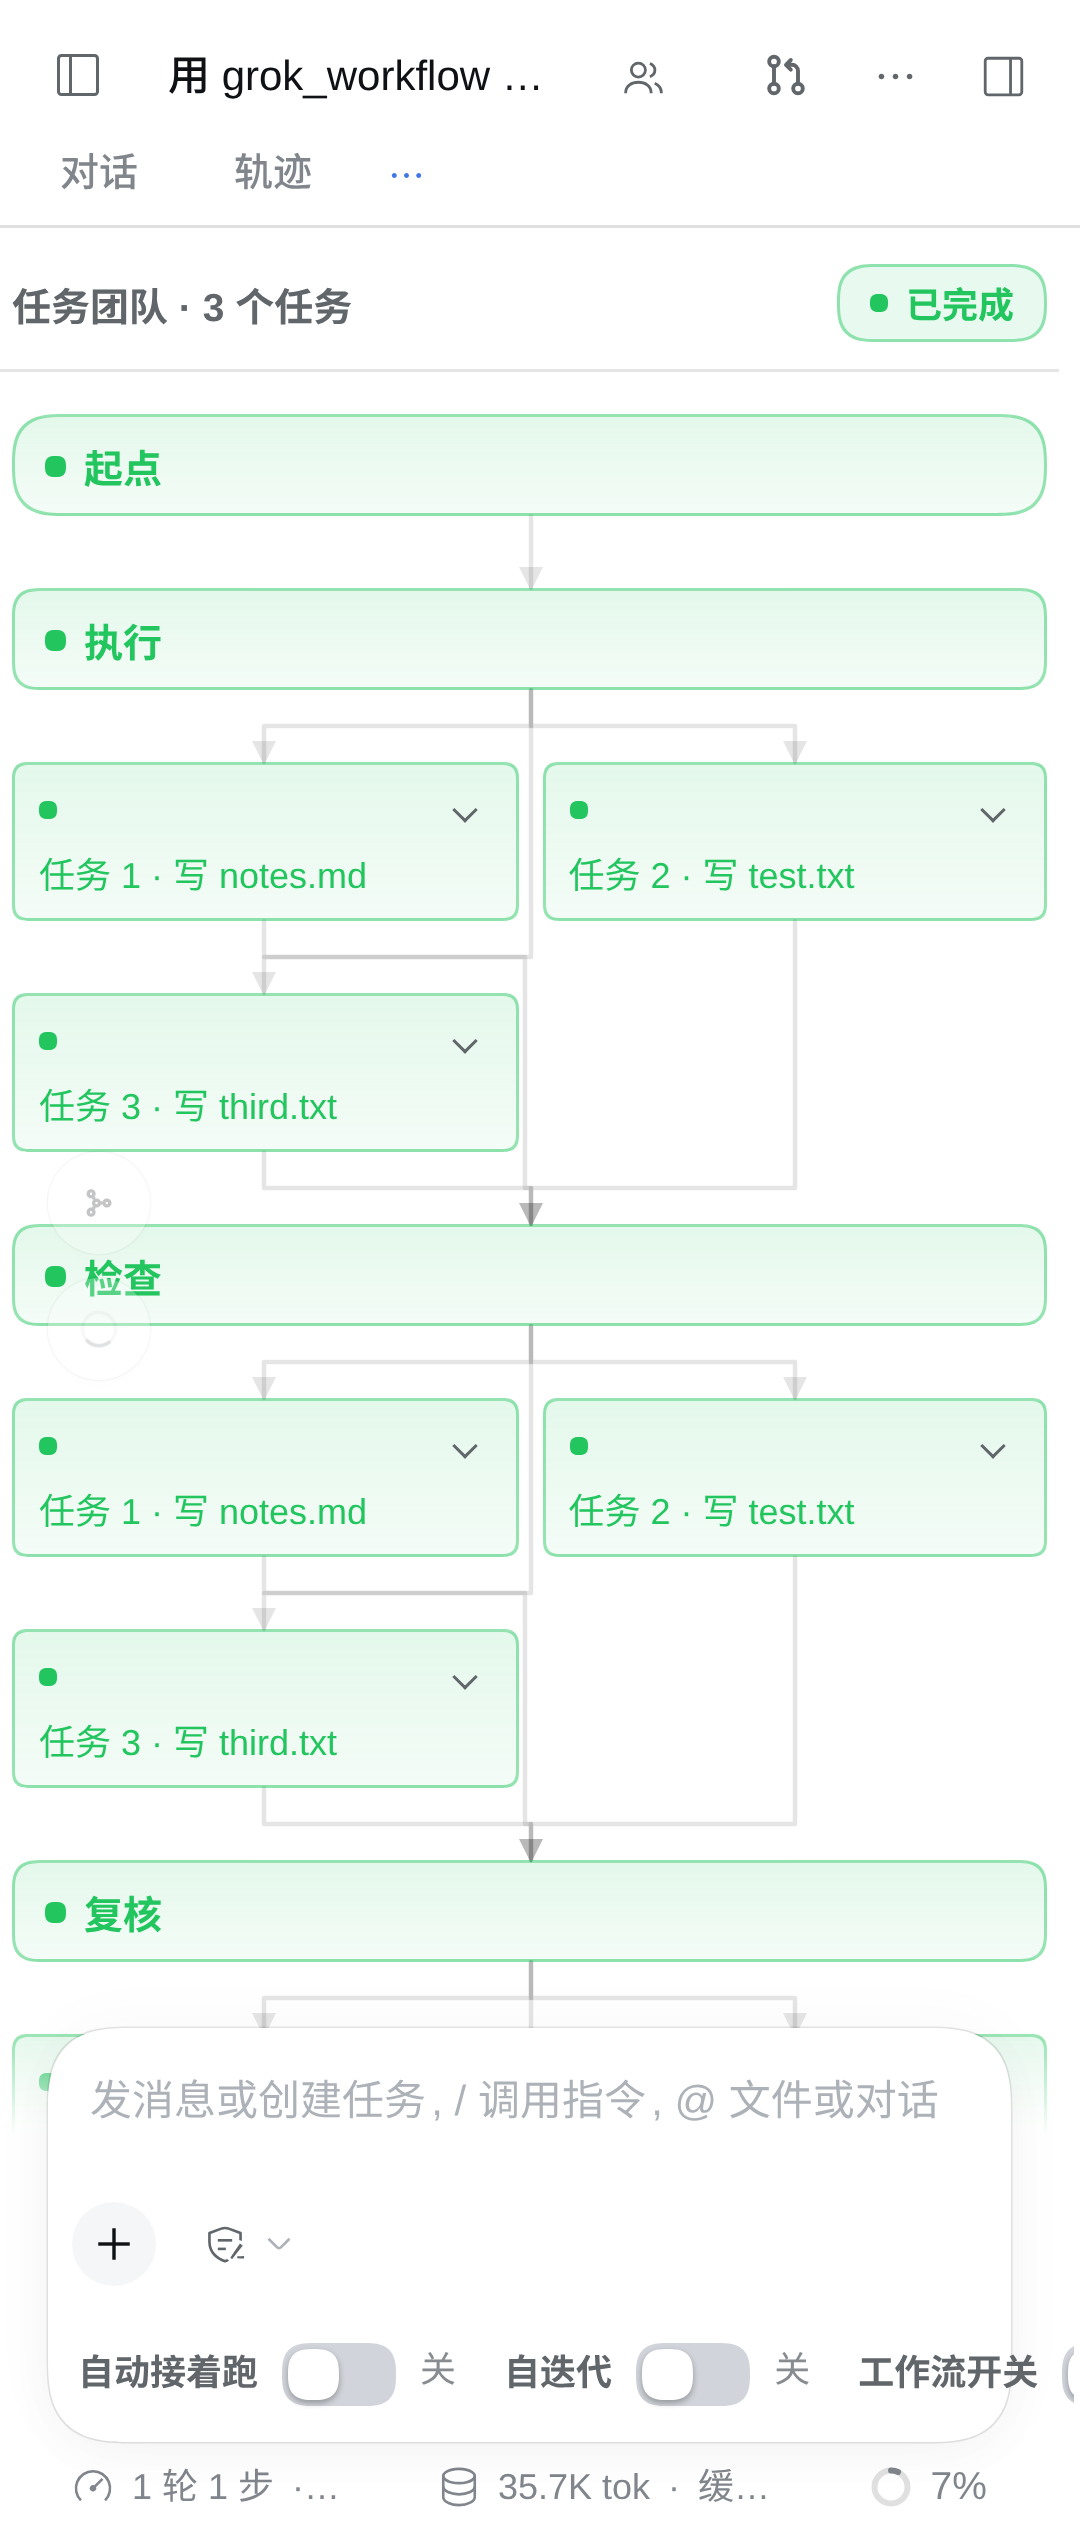 用 grok_workflow ...
对话 轨迹 ...
任务团队 · 3 个任务 已完成
起点
执行
任务 1 · 写 notes.md 任务 2 · 写 test.txt
任务 3 · 写 third.txt
检查
任务 1 · 写 notes.md 任务 2 · 写 test.txt
任务 3 · 写 third.txt
复核
发消息或创建任务, / 调用指令, @ 文件或对话
自动接着跑 关 自迭代 关 工作流开关
1 轮 1 步 ·... 35.7K tok · 缓... 7%